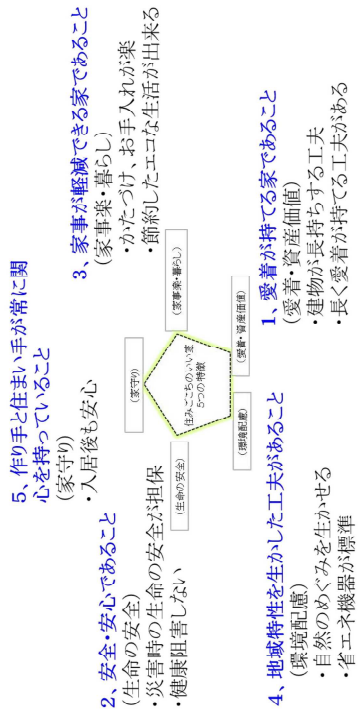 5、作り手と住まい手が常に関
心を持っていること
(家守り)
・入居後も安心
2、安全・安心であること
(生命の安全)
・災害時の生命の安全が担保
・健康阻害しない
3、家事が軽減できる家であること
(家事楽・暮らし)
・かたづけ、お手入れが楽
・節約したエコな生活が出来る
(家守り)
(生命の安全)
(家事楽・暮らし)
住みごこちのいい家
5つの特徴
(環境配慮)
(愛着・資産価値)
4、地域特性を生かした工夫があること
(環境配慮)
・自然のめぐみを生かせる
・省エネ機器が標準
1、愛着が持てる家であること
(愛着・資産価値)
・建物が長持ちする工夫
・長く愛着が持てる工夫がある